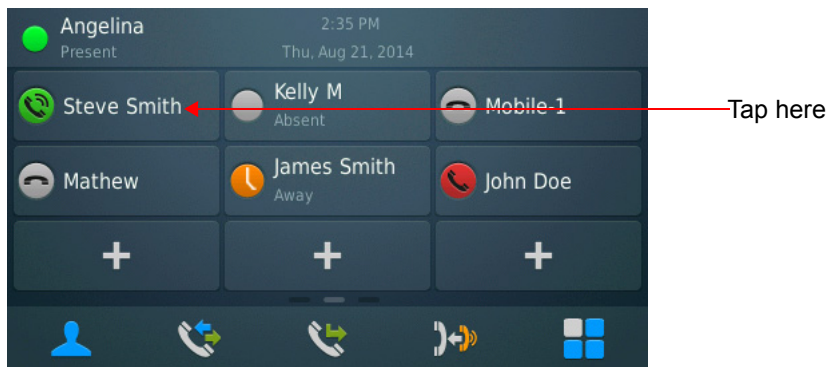 Angelina
Present
2:35 PM
Thu, Aug 21, 2014
Steve Smith
Kelly M
Absent
Mobile-1
Tap here
Mathew
James Smith
Away
John Doe